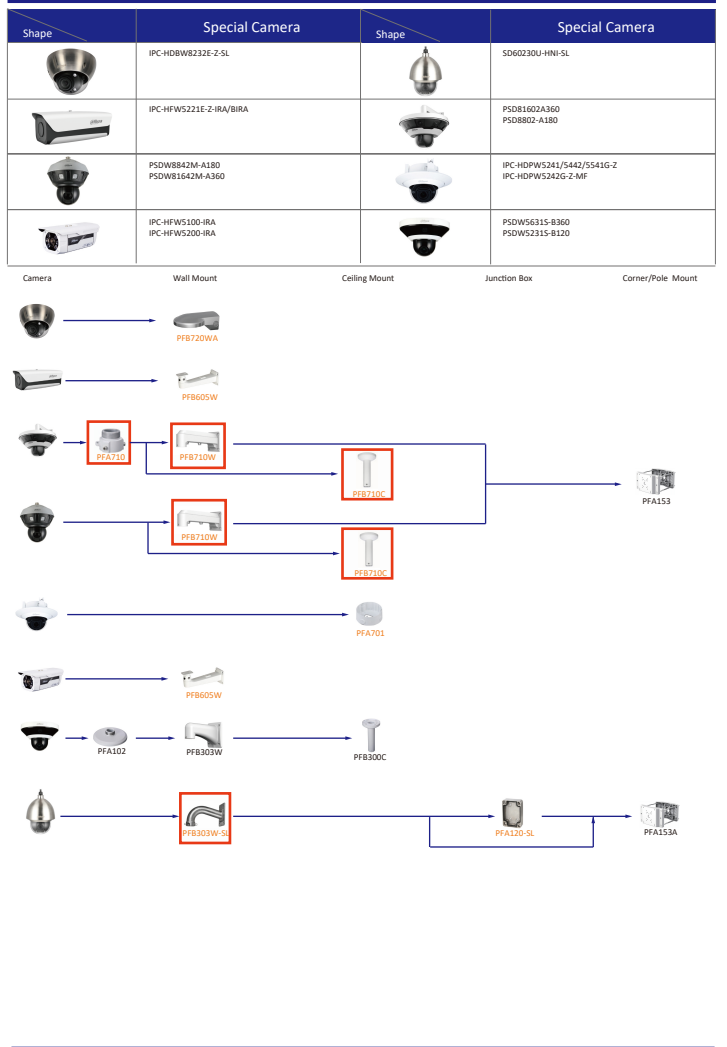 Shape
Special Camera
Shape
Special Camera
IPC-HDBW8232E-Z-SL
SD60230U-HNI-SL
IPC-HFW5221E-Z-IRA/BIRA
PSD81602A360
PSD8802-A180
PSDW8842M-A180
PSDW81642M-A360
IPC-HDPW5241/5442/5541G-Z
IPC-HDPW5242G-Z-MF
IPC-HFW5100-IRA
IPC-HFW5200-IRA
PSDW5631S-B360
PSDW5231S-B120
Camera
Wall Mount
Ceiling Mount
Junction Box
Corner/Pole Mount
PFB720WA
PFB605W
PFA710
PFB710W
PFB710C
PFA153
PFB710W
PFB710C
PFA701
PFB605W
PFA102
PFB303W
PFB300C
PFB303W-SL
PFA120-SL
PFA153A